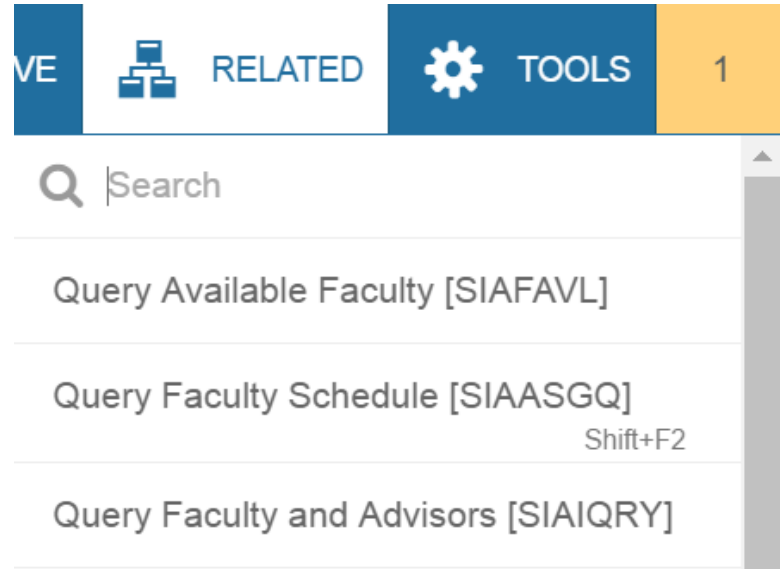 VE RELATED TOOLS 1
Search
Query Available Faculty [SIAFAVL]
Query Faculty Schedule [SIAASGQ]
Shift+F2
Query Faculty and Advisors [SIAIQRY]